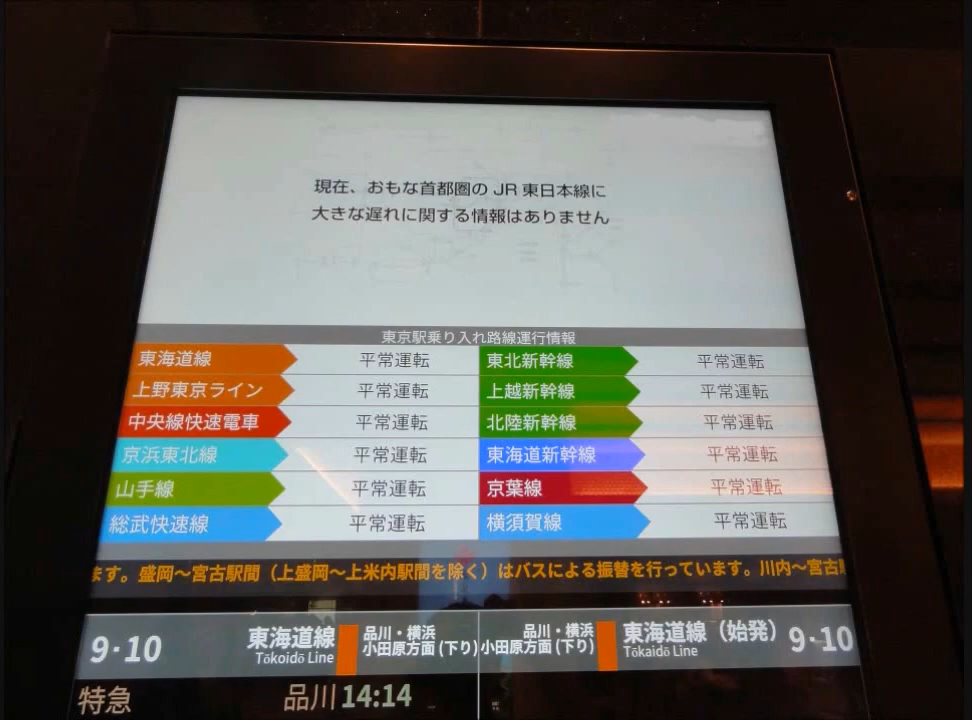 現在、おもな首都圏の JR 東日本線に
大きな遅れに関する情報はありません
東京駅乗り入れ路線運行情報
東海道線 平常運転 東北新幹線 平常運転
上野東京ライン 平常運転 上越新幹線 平常運転
中央線快速電車 平常運転 北陸新幹線 平常運転
京浜東北線 平常運転 東海道新幹線 平常運転
山手線 平常運転 京葉線 平常運転
総武快速線 平常運転 横須賀線 平常運転
ます。盛岡〜宮古駅間（上盛岡〜上米内駅間を除く）はバスによる振替を行っています。川内〜宮古
9・10 東海道線 品川・横浜 品川・横浜 東海道線（始発） 9・10
Tōkoidō Line 小田原方面(下り) 小田原方面(下り) Tōkaidō Line
特急 品川 14:14